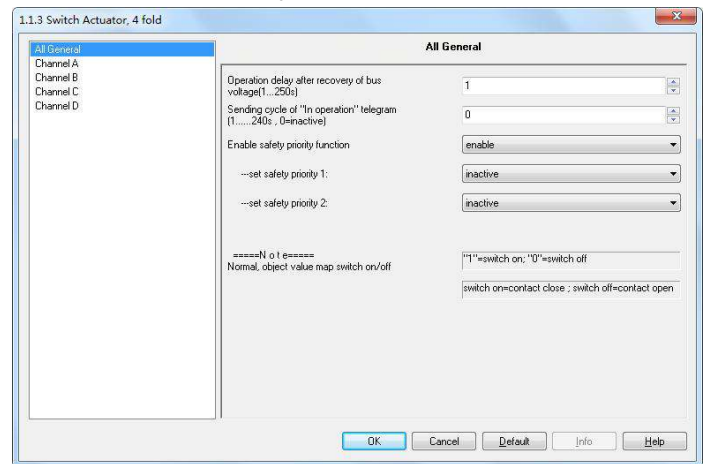 1.1.3 Switch Actuator, 4 fold
All General
Channel A
Channel B
Channel C
Channel D
All General
Operation delay after recovery of bus
voltage(1...250s)
1
Sending cycle of "In operation" telegram
(1......240s , 0=inactive)
0
Enable safety priority function
enable
---set safety priority 1:
inactive
---set safety priority 2:
inactive
=====N o t e=====
Normal, object value map switch on/off
"1"=switch on; "0"=switch off
switch on=contact close ; switch off=contact open
OK
Cancel
Default
Info
Help